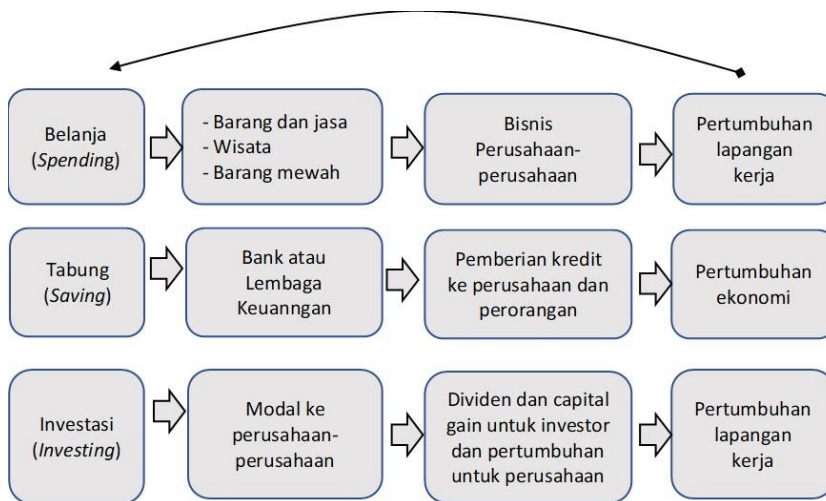 Belanja
(Spending)
- Barang dan jasa
- Wisata
- Barang mewah
Bisnis
Perusahaan-
perusahaan
Pertumbuhan
lapangan
kerja
Tabung
(Saving)
Bank atau
Lembaga
Keuanngan
Pemberian kredit
ke perusahaan dan
perorangan
Pertumbuhan
ekonomi
Investasi
(Investing)
Modal ke
perusahaan-
perusahaan
Dividen dan capital
gain untuk investor
dan pertumbuhan
untuk perusahaan
Pertumbuhan
lapangan
kerja